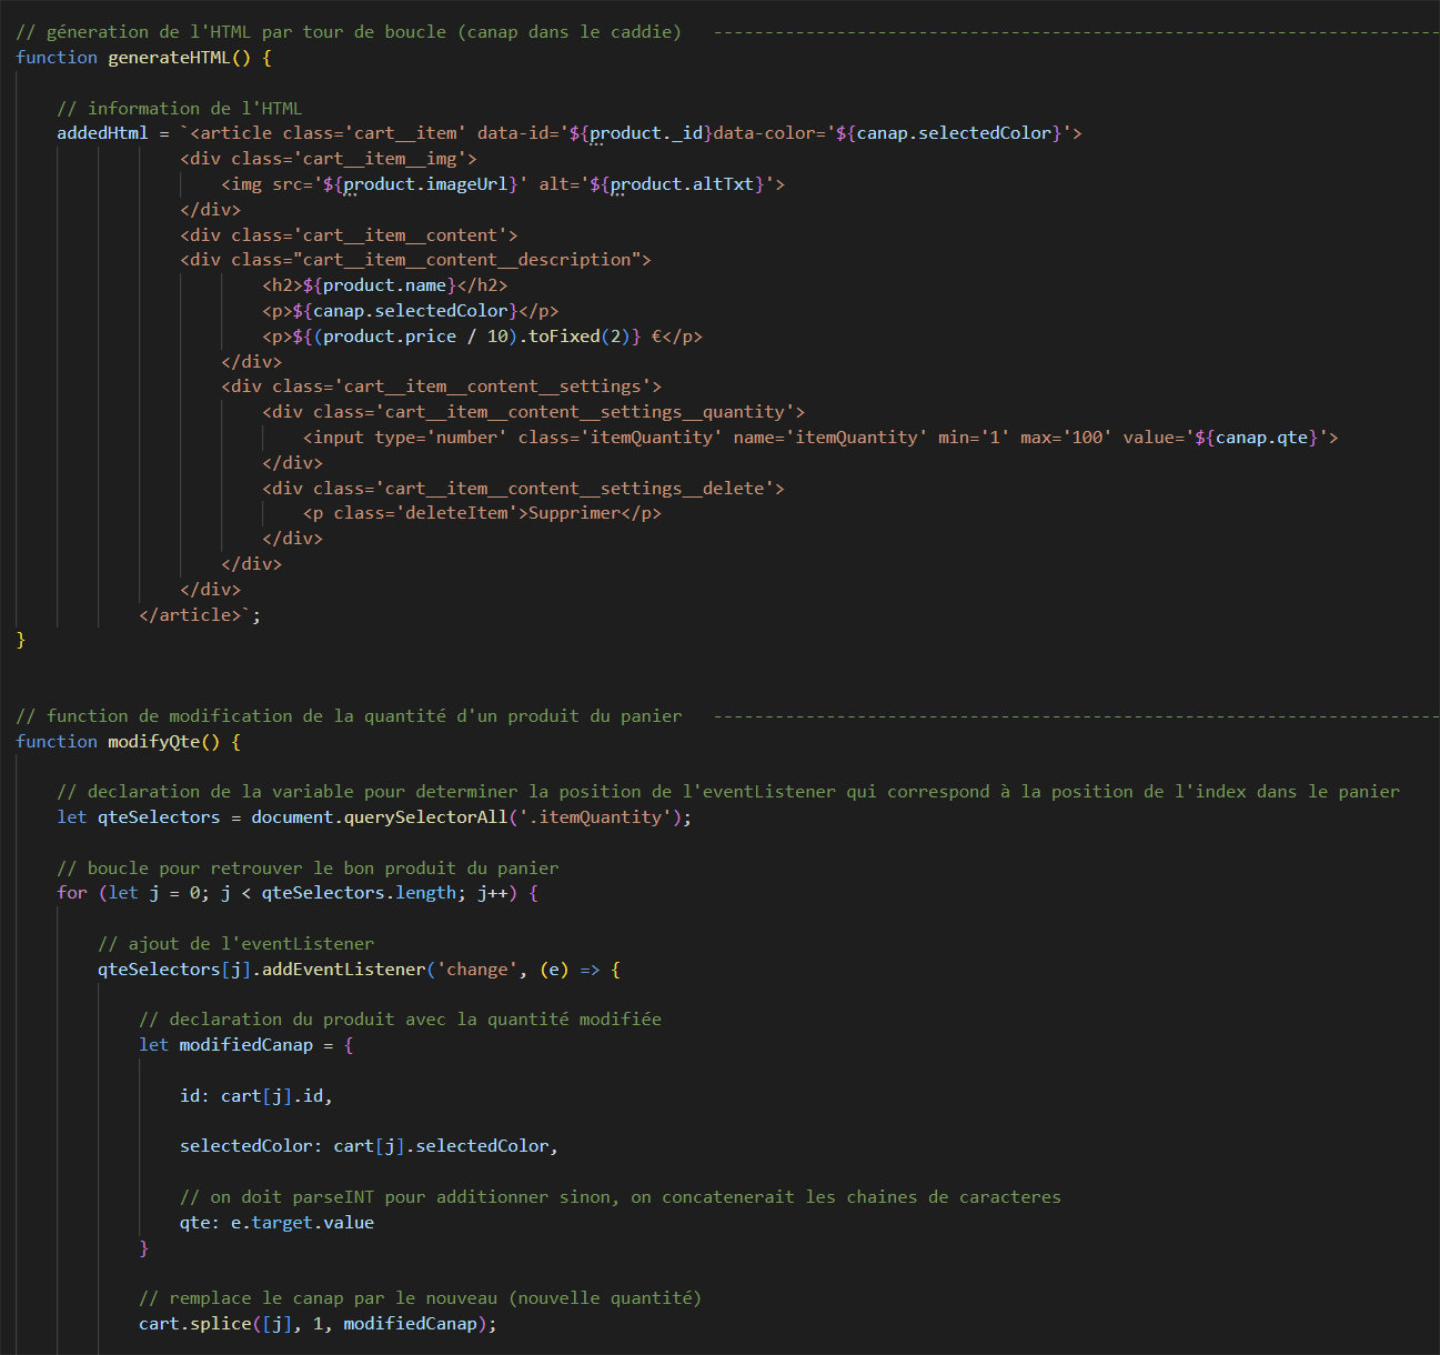 // géneration de l'HTML par tour de boucle (canap dans le caddie)   -----------------------------------------------------------------------
function generateHTML() {
// information de l'HTML
addedHtml = `<article class='cart__item' data-id='${product._id}data-color='${canap.selectedColor}'>
<div class='cart__item__img'>
<img src='${product.imageUrl}' alt='${product.altTxt}'>
</div>
<div class='cart__item__content'>
<div class="cart__item__content__description">
<h2>${product.name}</h2>
<p>${canap.selectedColor}</p>
<p>${(product.price / 10).toFixed(2)} €</p>
</div>
<div class='cart__item__content__settings'>
<div class='cart__item__content__settings__quantity'>
<input type='number' class='itemQuantity' name='itemQuantity' min='1' max='100' value='${canap.qte}'>
</div>
<div class='cart__item__content__settings__delete'>
<p class='deleteItem'>Supprimer</p>
</div>
</div>
</div>
</article>`;
}
// function de modification de la quantité d'un produit du panier   -----------------------------------------------------------------------
function modifyQte() {
// declaration de la variable pour determiner la position de l'eventListener qui correspond à la position de l'index dans le panier
let qteSelectors = document.querySelectorAll('.itemQuantity');
// boucle pour retrouver le bon produit du panier
for (let j = 0; j < qteSelectors.length; j++) {
// ajout de l'eventListener
qteSelectors[j].addEventListener('change', (e) => {
// declaration du produit avec la quantité modifiée
let modifiedCanap = {
id: cart[j].id,
selectedColor: cart[j].selectedColor,
// on doit parseINT pour additionner sinon, on concatenerait les chaines de caracteres
qte: e.target.value
}
// remplace le canap par le nouveau (nouvelle quantité)
cart.splice([j], 1, modifiedCanap);